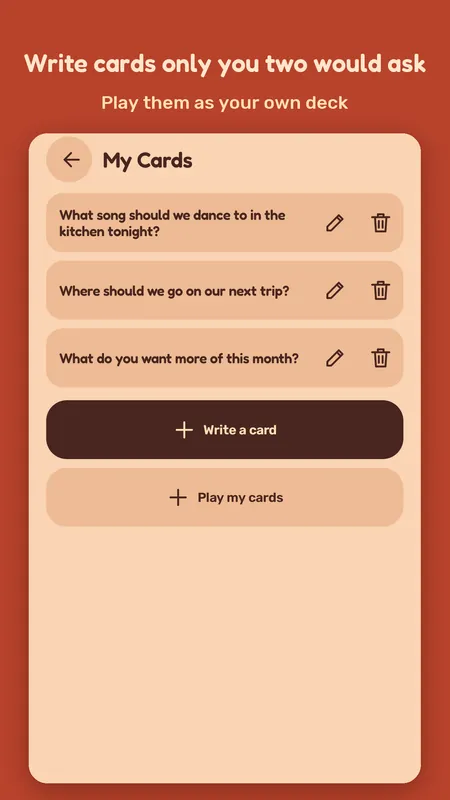 Write cards only you two would ask
Play them as your own deck
My Cards
What song should we dance to in the
kitchen tonight?
Where should we go on our next trip?
What do you want more of this month?
Write a card
Play my cards